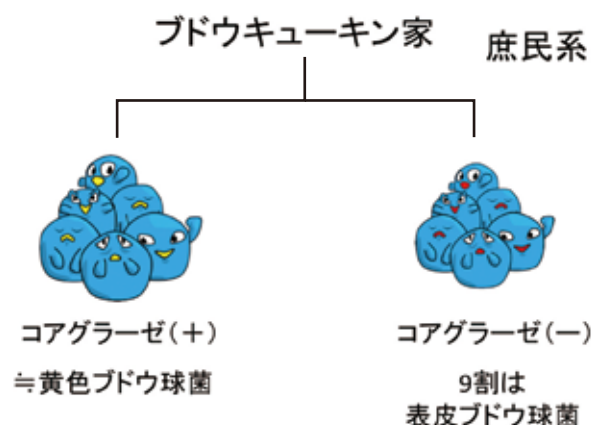 ブドウキューキン家
庶民系
コアグラーゼ(+)
≒黄色ブドウ球菌
コアグラーゼ(ー)
9割は
表皮ブドウ球菌